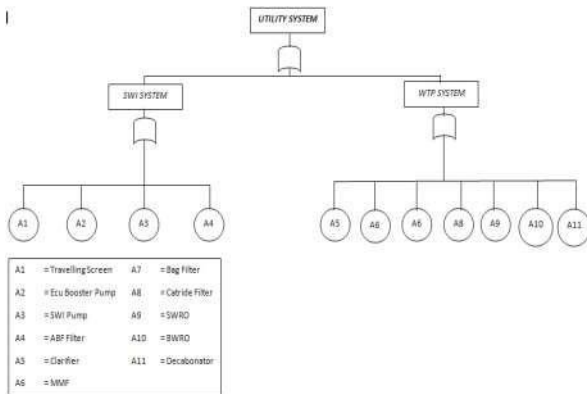 UTILITY SYSTEM
SWI SYSTEM
WTP SYSTEM
A1 A2 A3 A4 A5 A6 A6 A8 A9 A10 A11
A1 = Travelling Screen A7 = Bag Filter
A2 = Ecu Booster Pump A8 = Catride Filter
A3 = SWI Pump A9 = SWRO
A4 = ABF Filter A10 = BWRO
A5 = Clarifier A11 = Decabonator
A6 = MMF